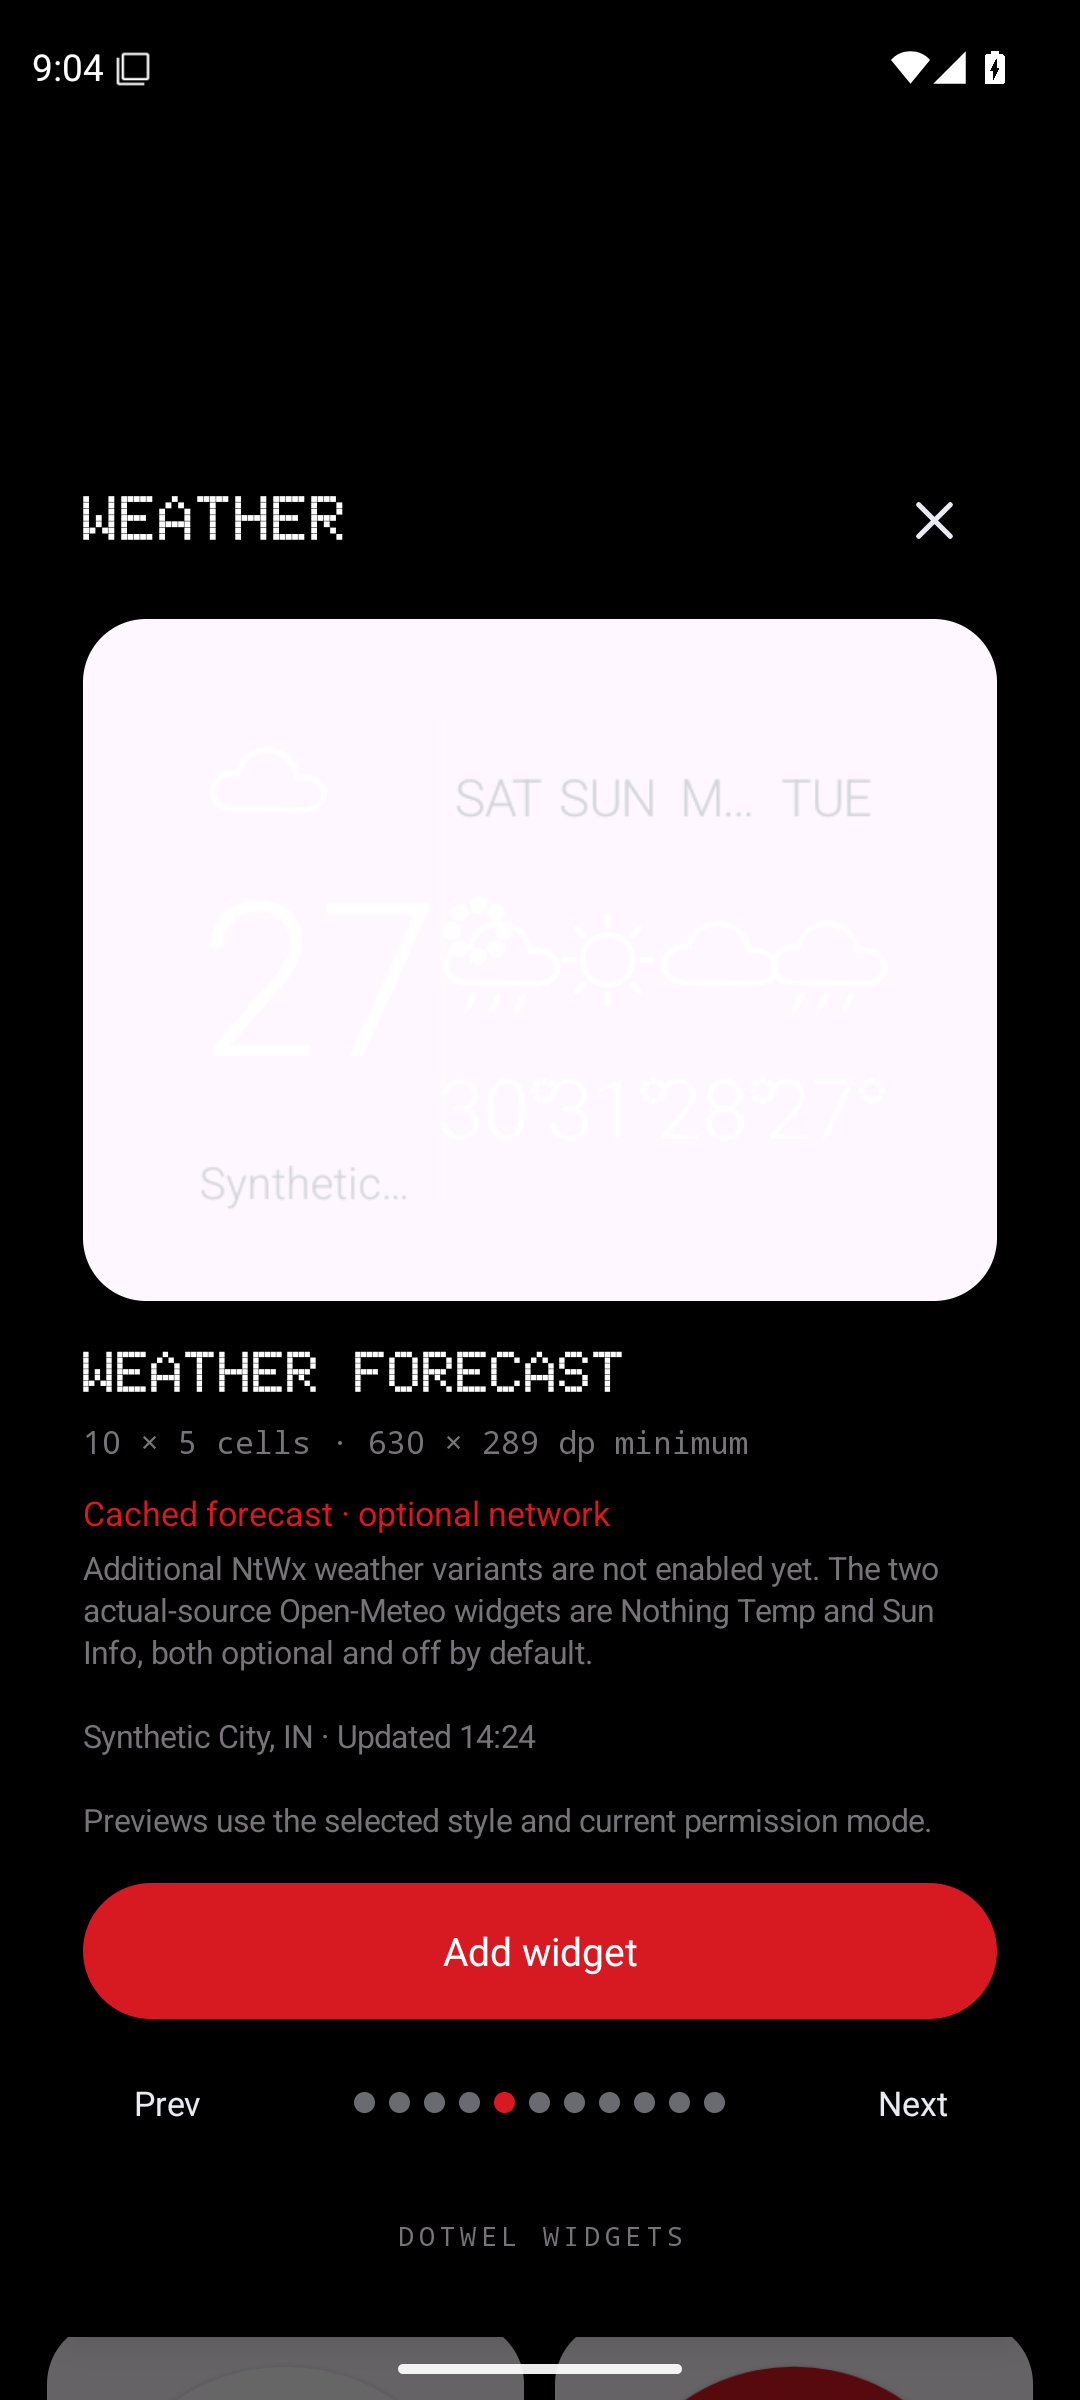 9:04
WEATHER
SAT SUN M... TUE
27
30° 31° 28° 27°
Synthetic...
WEATHER FORECAST
10 × 5 cells · 630 × 289 dp minimum
Cached forecast · optional network
Additional NtWx weather variants are not enabled yet. The two
actual-source Open-Meteo widgets are Nothing Temp and Sun
Info, both optional and off by default.
Synthetic City, IN · Updated 14:24
Previews use the selected style and current permission mode.
Add widget
Prev
Next
DOTWEL WIDGETS